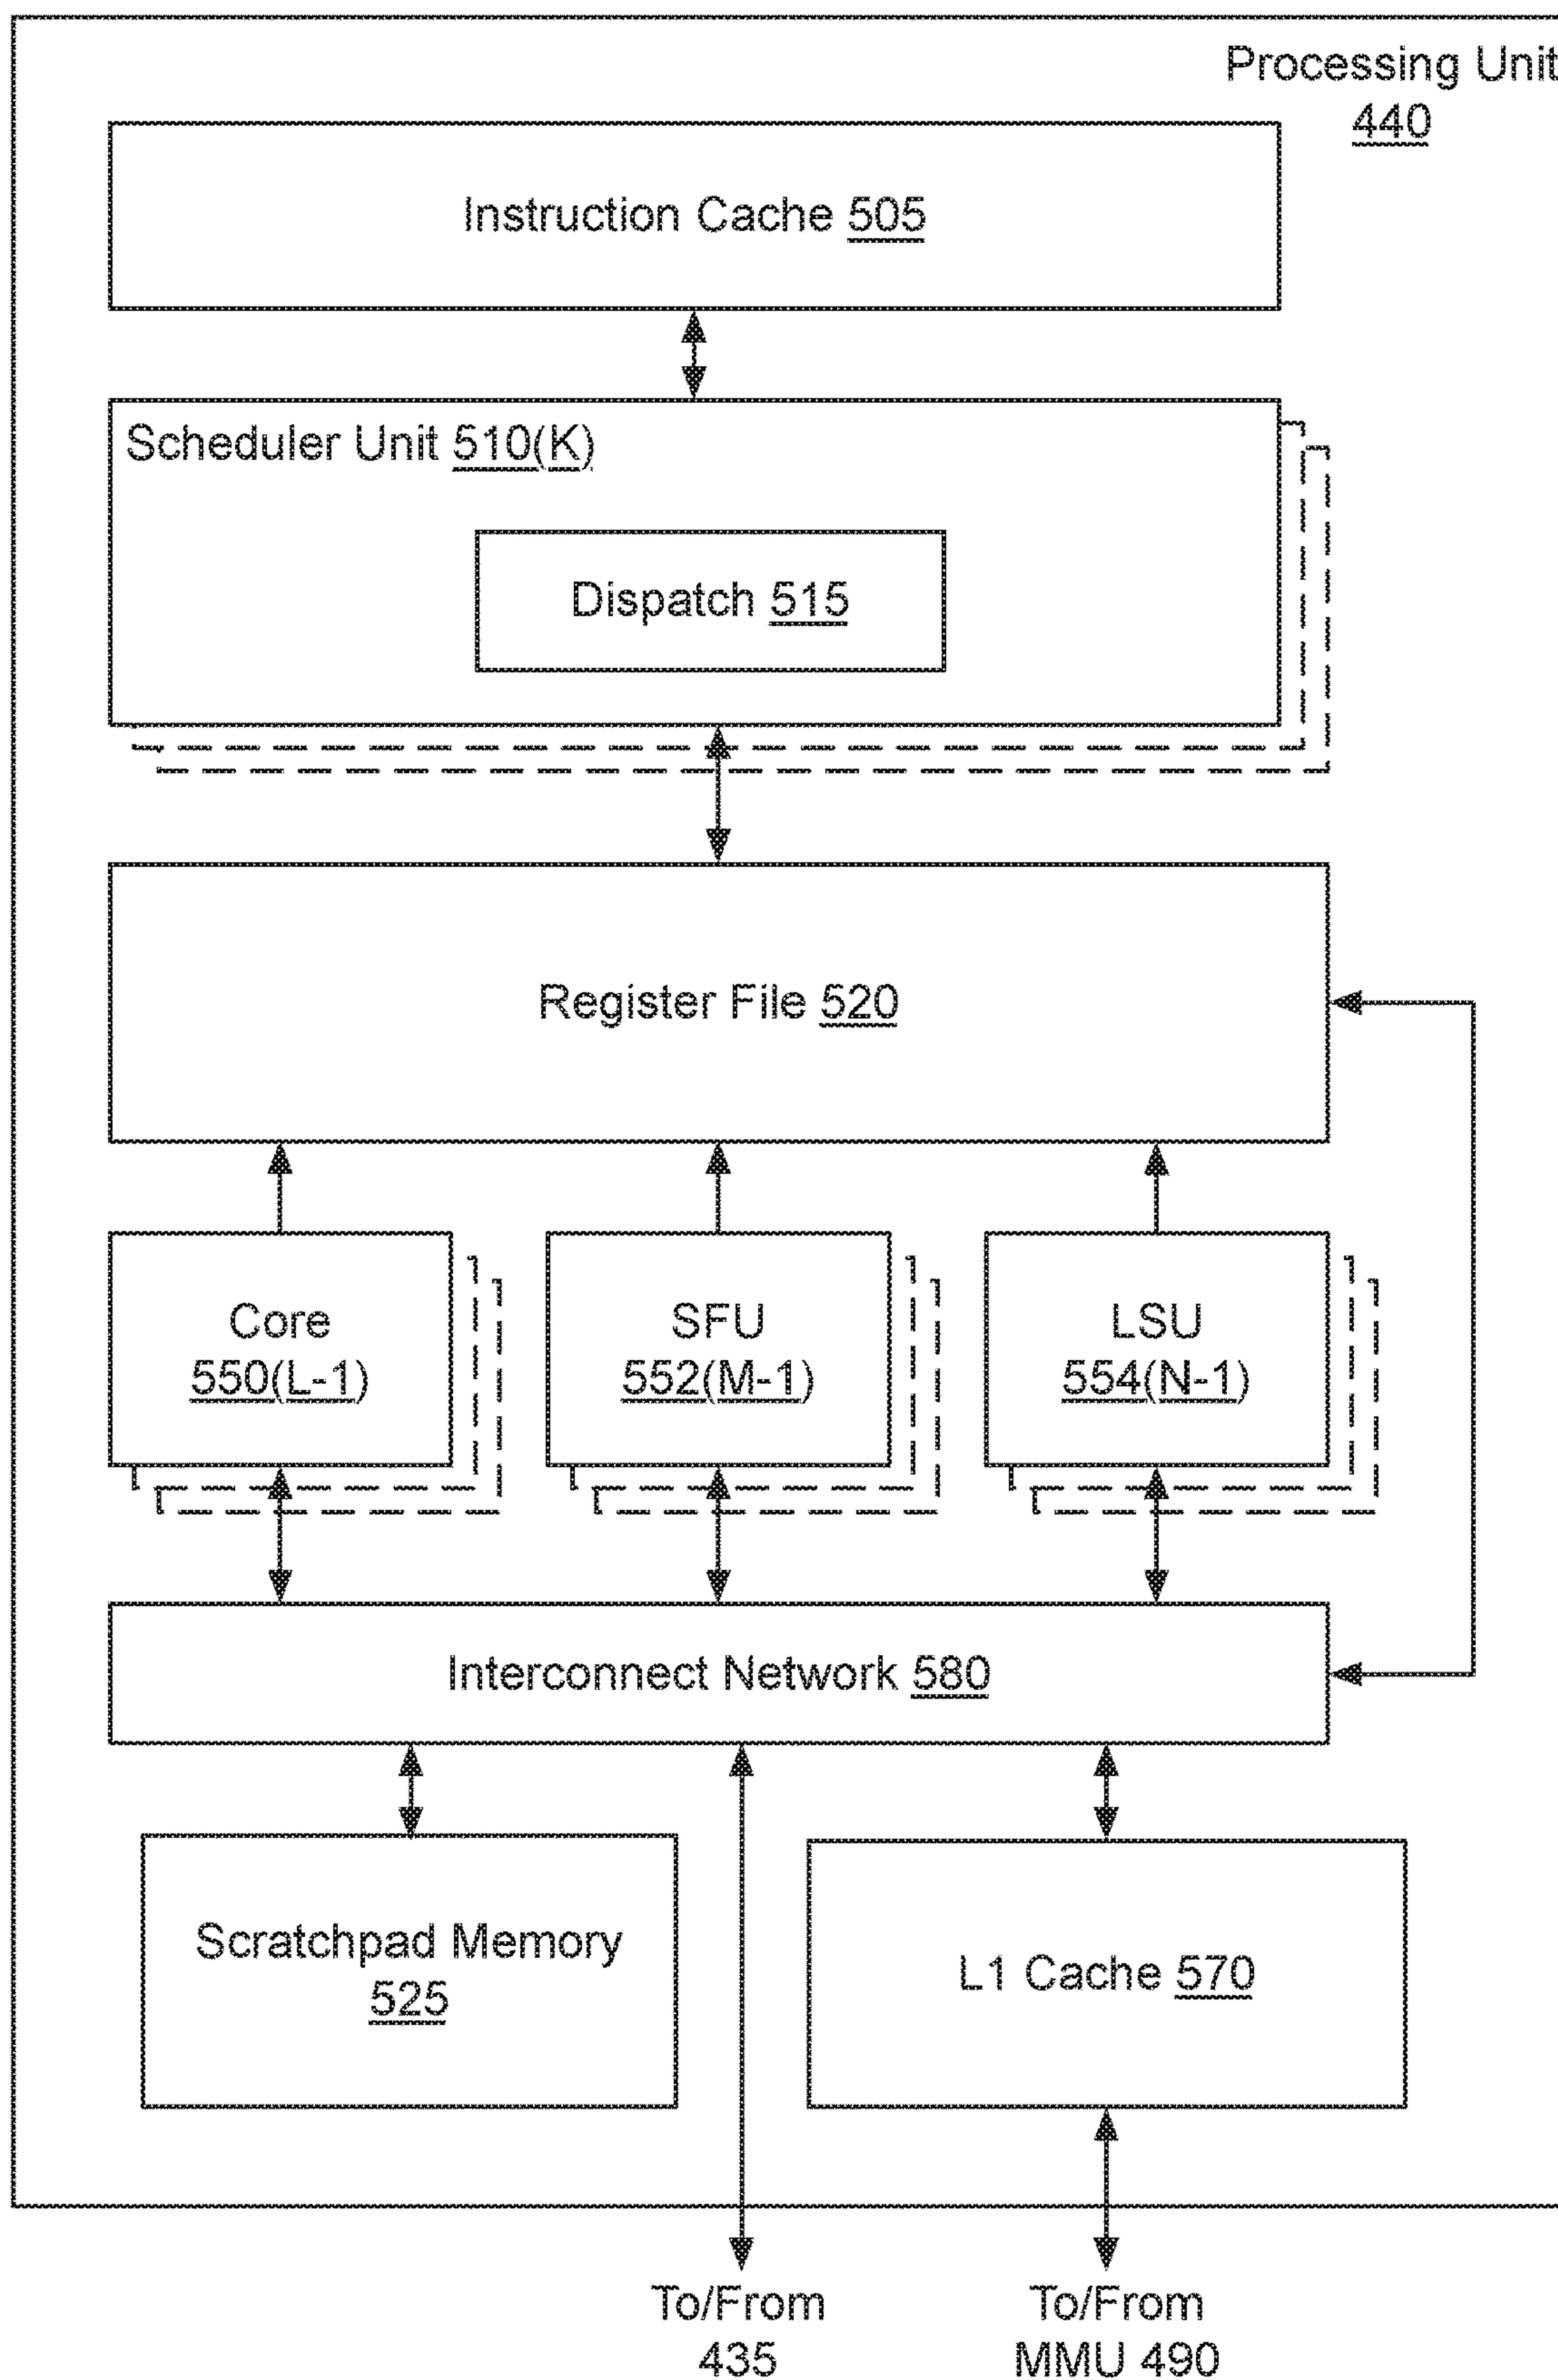 Processing Unit
440
Instruction Cache 505
Scheduler Unit 510(K)
Dispatch 515
Register File 520
Core
550(L-1)
SFU
552(M-1)
LSU
554(N-1)
Interconnect Network 580
Scratchpad Memory
525
L1 Cache 570
To/From
435
To/From
MMU 490